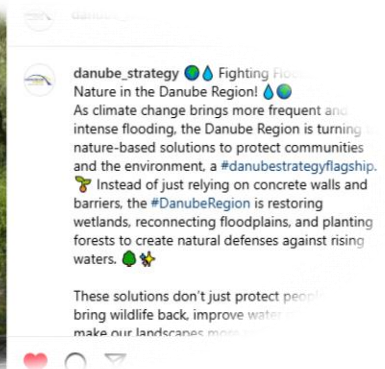 danube_strategy 🌍💧 Fighting
Nature in the Danube Region! 💧🌍
As climate change brings more frequent and
intense flooding, the Danube Region is turning
nature-based solutions to protect communities
and the environment, a #danubestrategyflagship.
🌱 Instead of just relying on concrete walls and
barriers, the #DanubeRegion is restoring
wetlands, reconnecting floodplains, and planting
forests to create natural defenses against rising
waters. 🌳✨
These solutions don't just protect
bring wildlife back, improve water
make our landscapes more